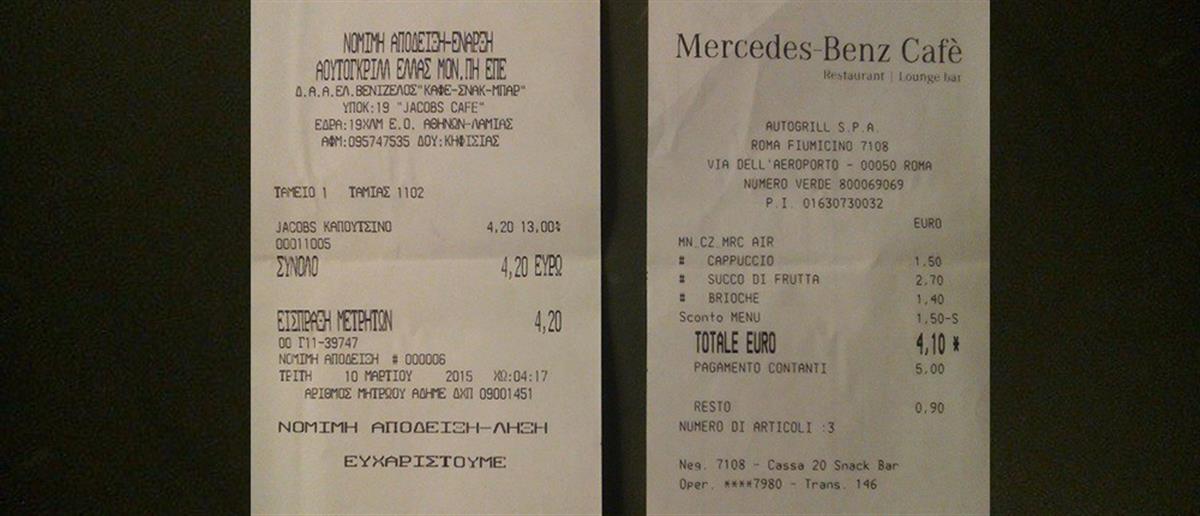 ΝΟΜΙΜΗ ΑΠΟΔΕΙΞΗ-ΕΝΑΡΞΗ
ΑΟΥΤΟΓΚΡΙΛΛ ΕΛΛΑΣ ΜΟΝ.ΠΗ ΕΠΕ
Δ.Α.Α.ΕΛ.ΒΕΝΙΖΕΛΟΣ"ΚΑΦΕ-ΣΝΑΚ-ΜΠΑΡ"
ΥΠΟΚ:19 "JACOBS CAFE"
ΕΔΡΑ:19ΧΛΜ Ε.Ο. ΑΘΗΝΩΝ-ΛΑΜΙΑΣ
ΑΦΜ:095747535 ΔΟΥ:ΚΗΦΙΣΙΑΣ
ΤΑΜΕΙΟ 1 ΤΑΜΙΑΣ 1102
JACOBS ΚΑΠΟΥΤΣΙΝΟ 4,20 13,00%
00011005
ΣΥΝΟΛΟ 4,20 ΕΥΡΩ
ΕΙΣΠΡΑΞΗ ΜΕΤΡΗΤΩΝ 4,20
00 Γ11-39747
ΝΟΜΙΜΗ ΑΠΟΔΕΙΞΗ # 000006
ΤΡΙΤΗ 10 ΜΑΡΤΙΟΥ 2015 ΧΩ:04:17
ΑΡΙΘΜΟΣ ΜΗΤΡΩΟΥ ΑΔΗΜΕ ΔΧΠ 09001451
ΝΟΜΙΜΗ ΑΠΟΔΕΙΞΗ-ΛΗΞΗ
ΕΥΧΑΡΙΣΤΟΥΜΕ
Mercedes-Benz Cafè
Restaurant | Lounge bar
AUTOGRILL S.P.A.
ROMA FIUMICINO 7108
VIA DELL'AEROPORTO - 00050 ROMA
NUMERO VERDE 800069069
P.I. 01630730032
EURO
MN_CZ_MRC AIR
# CAPPUCCIO 1,50
# SUCCO DI FRUTTA 2,70
# BRIOCHE 1,40
Sconto MENU 1,50-S
TOTALE EURO 4,10 *
PAGAMENTO CONTANTI 5,00
RESTO 0,90
NUMERO DI ARTICOLI :3
Neg. 7108 - Cassa 20 Snack Bar
Oper. ****7980 - Trans. 146